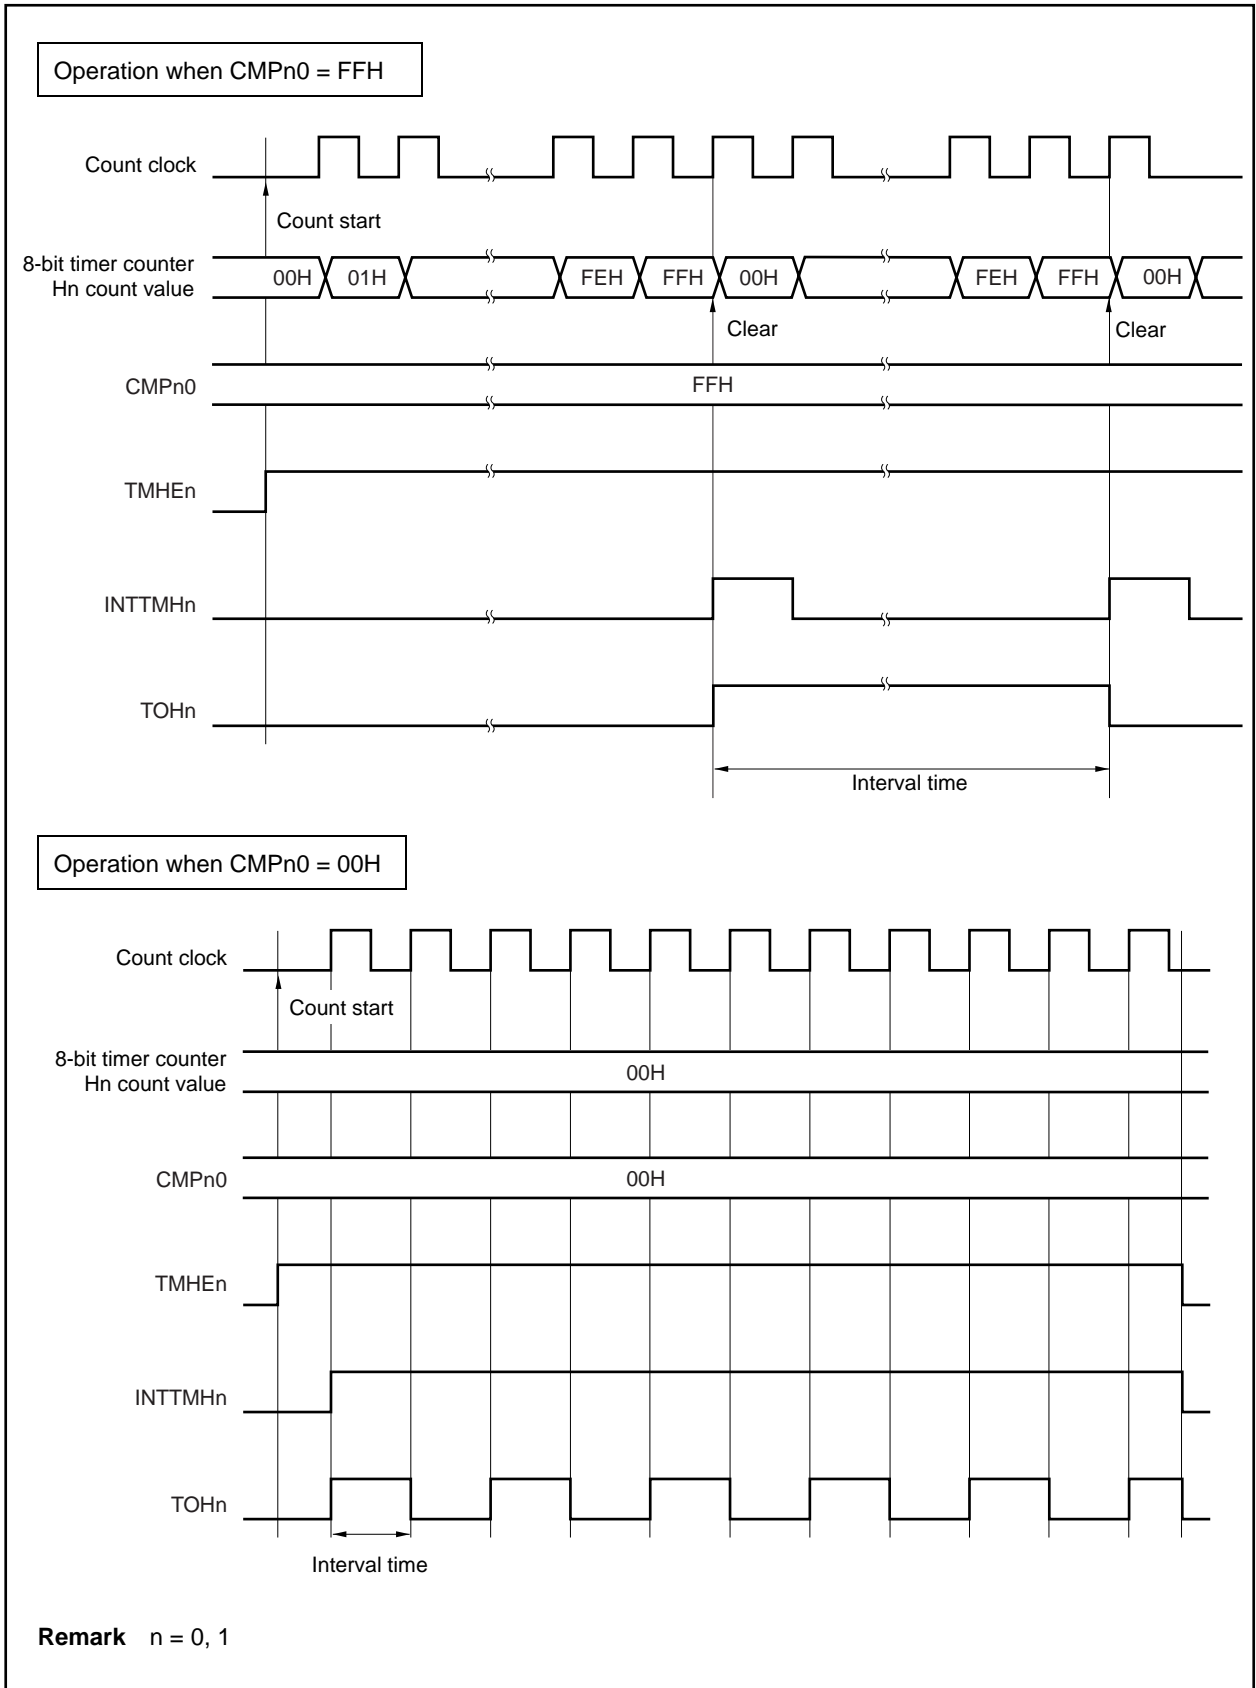 Operation when CMPn0 = FFH
Count clock
Count start
8-bit timer counter
Hn count value
00H 01H FEH FFH 00H FEH FFH 00H
Clear Clear
CMPn0 FFH
TMHEn
INTTMHn
TOHn
Interval time
Operation when CMPn0 = 00H
Count clock
Count start
8-bit timer counter
Hn count value
00H
CMPn0 00H
TMHEn
INTTMHn
TOHn
Interval time
Remark n = 0, 1